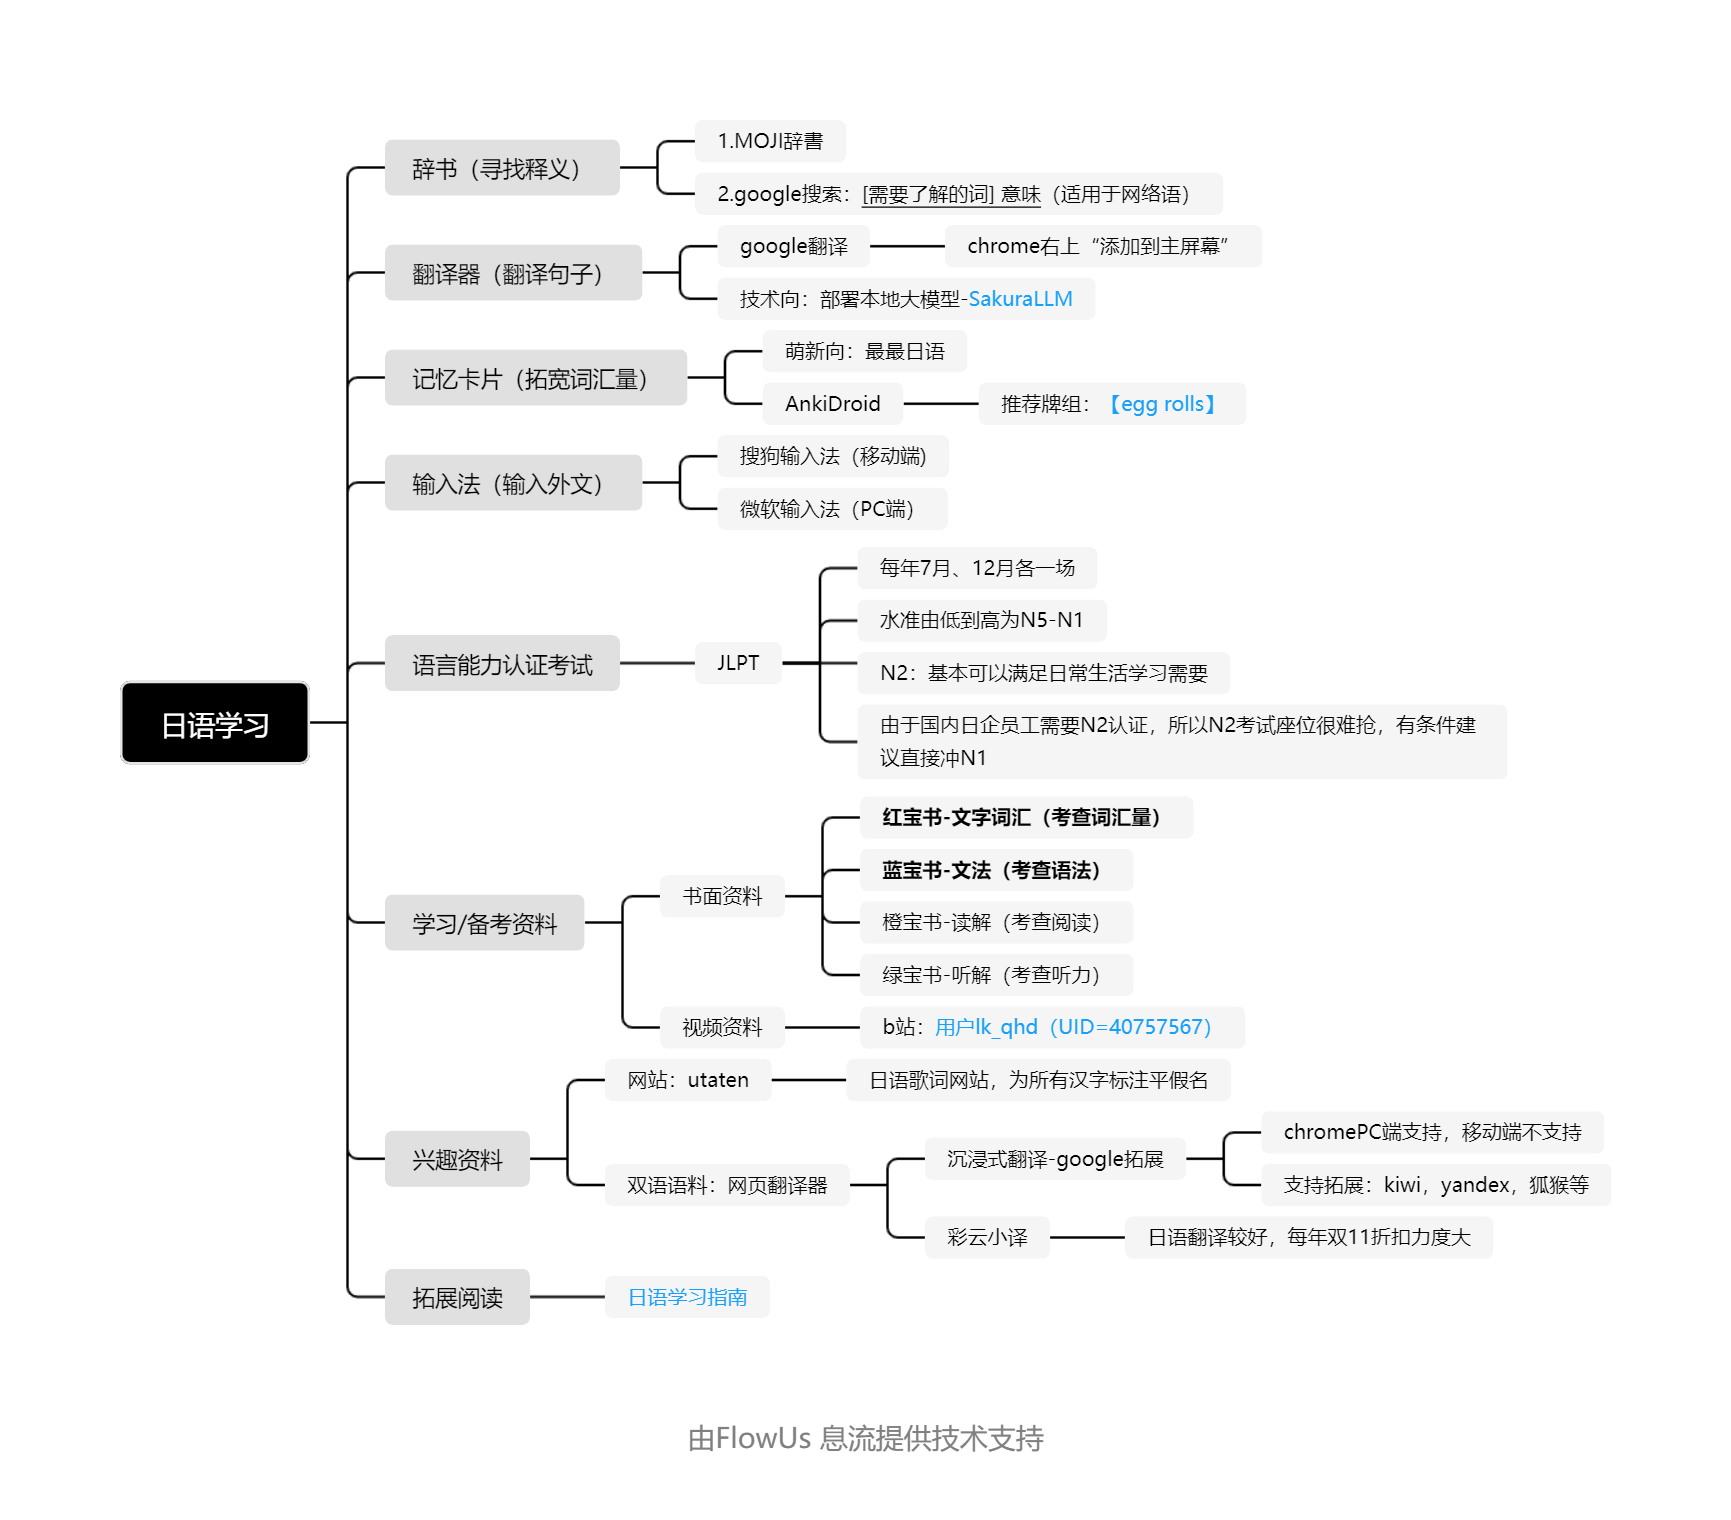 日语学习
辞书（寻找释义）
1.MOJI辞書
2.google搜索：[需要了解的词] 意味（适用于网络语）
翻译器（翻译句子）
google翻译
chrome右上“添加到主屏幕”
技术向：部署本地大模型-SakuraLLM
记忆卡片（拓宽词汇量）
萌新向：最最日语
AnkiDroid
推荐牌组：【egg rolls】
输入法（输入外文）
搜狗输入法（移动端)
微软输入法（PC端）
语言能力认证考试
JLPT
每年7月、12月各一场
水准由低到高为N5-N1
N2：基本可以满足日常生活学习需要
由于国内日企员工需要N2认证，所以N2考试座位很难抢，有条件建
议直接冲N1
学习/备考资料
书面资料
红宝书-文字词汇（考查词汇量）
蓝宝书-文法（考查语法）
橙宝书-读解（考查阅读）
绿宝书-听解（考查听力）
视频资料
b站：用户lk_qhd（UID=40757567）
兴趣资料
网站：utaten
日语歌词网站，为所有汉字标注平假名
双语语料：网页翻译器
沉浸式翻译-google拓展
chromePC端支持，移动端不支持
支持拓展：kiwi，yandex，狐猴等
彩云小译
日语翻译较好，每年双11折扣力度大
拓展阅读
日语学习指南
由FlowUs 息流提供技术支持